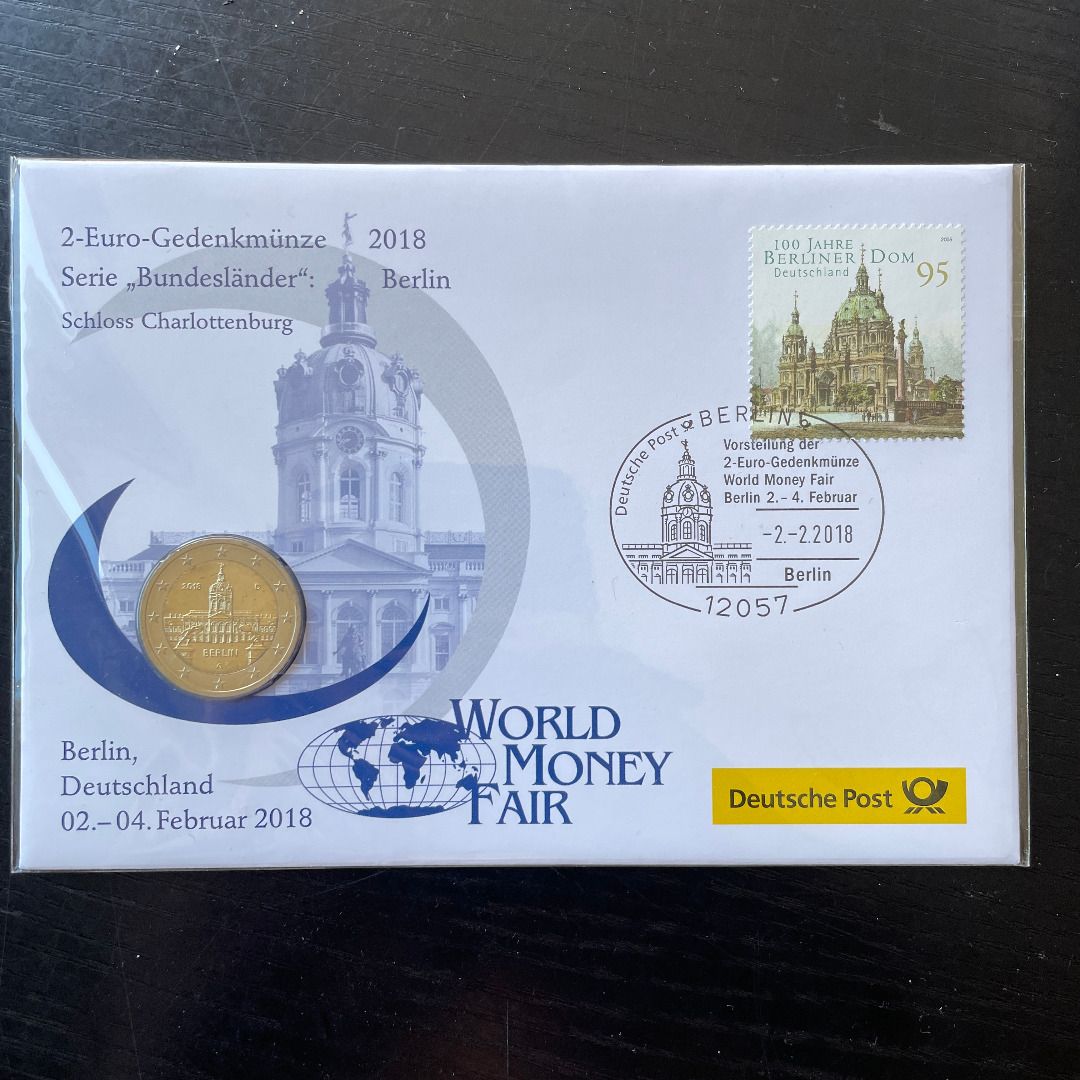 2-Euro-Gedenkmünze 2018
Serie „Bundesländer“: Berlin
Schloss Charlottenburg
100 JAHRE
BERLINER DOM
Deutschland
95
Deutsche Post
BERLIN
Vorstellung der
2-Euro-Gedenkmünze
World Money Fair
Berlin 2.- 4. Februar
-2.-2.2018
Berlin
12057
2018
D
BERLIN
A
Berlin,
Deutschland
02.–04. Februar 2018
WORLD
MONEY
FAIR
Deutsche Post